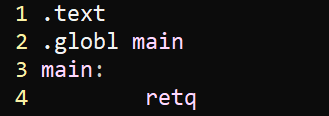 1 .text
2 .globl main
3 main:
4         retq